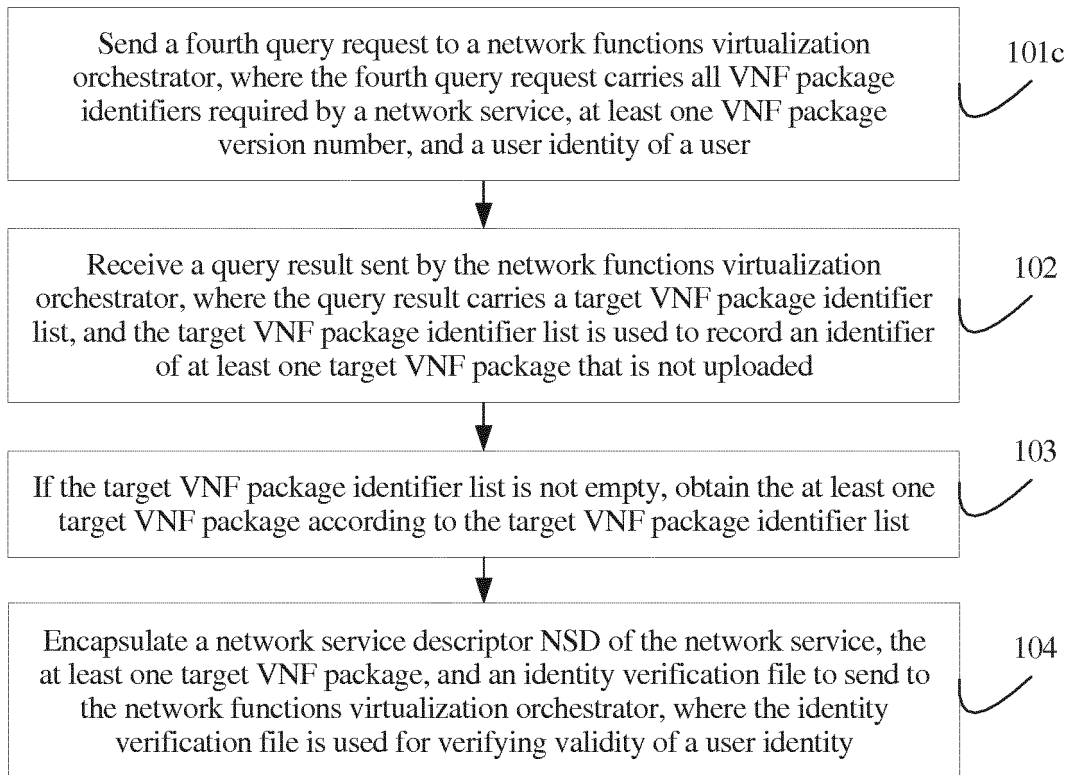 Send a fourth query request to a network functions virtualization
orchestrator, where the fourth query request carries all VNF package
identifiers required by a network service, at least one VNF package
version number, and a user identity of a user
101c
Receive a query result sent by the network functions virtualization
orchestrator, where the query result carries a target VNF package identifier
list, and the target VNF package identifier list is used to record an identifier
of at least one target VNF package that is not uploaded
102
If the target VNF package identifier list is not empty, obtain the at least one
target VNF package according to the target VNF package identifier list
103
Encapsulate a network service descriptor NSD of the network service, the
at least one target VNF package, and an identity verification file to send to
the network functions virtualization orchestrator, where the identity
verification file is used for verifying validity of a user identity
104